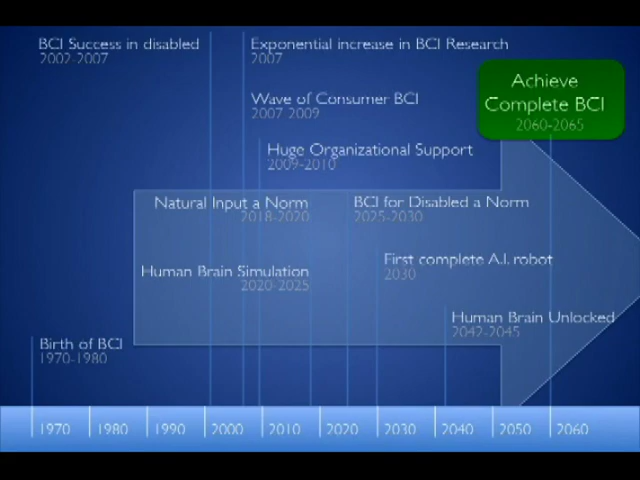 BCI Success in disabled
2002-2007
Exponential increase in BCI Research
2007
Achieve
Complete BCI
2060-2065
Wave of Consumer BCI
2007 2009
Huge Organizational Support
2009-2010
Natural Input a Norm
2018-2020
BCI for Disabled a Norm
2025-2030
First complete A.I. robot
2030
Human Brain Simulation
2020-2025
Human Brain Unlocked
2042-2045
Birth of BCI
1970-1980
1970 1980 1990 2000 2010 2020 2030 2040 2050 2060